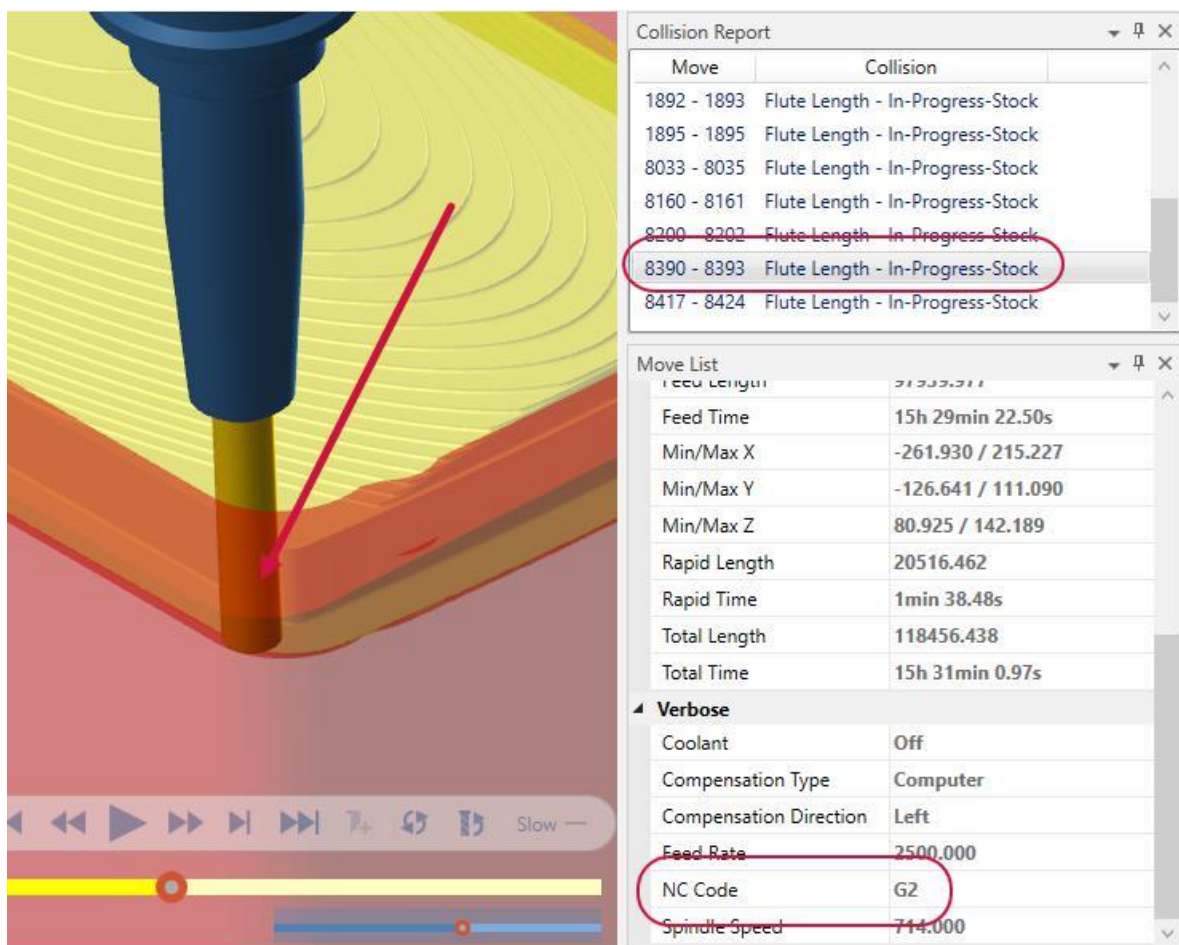 Collision Report
Move Collision
1892 - 1893 Flute Length - In-Progress-Stock
1895 - 1895 Flute Length - In-Progress-Stock
8033 - 8035 Flute Length - In-Progress-Stock
8160 - 8161 Flute Length - In-Progress-Stock
8200 - 8202 Flute Length - In-Progress-Stock
8390 - 8393 Flute Length - In-Progress-Stock
8417 - 8424 Flute Length - In-Progress-Stock
Move List
Feed Length 97939.977
Feed Time 15h 29min 22.50s
Min/Max X -261.930 / 215.227
Min/Max Y -126.641 / 111.090
Min/Max Z 80.925 / 142.189
Rapid Length 20516.462
Rapid Time 1min 38.48s
Total Length 118456.438
Total Time 15h 31min 0.97s
Verbose
Coolant Off
Compensation Type Computer
Compensation Direction Left
Feed Rate 2500.000
NC Code G2
Spindle Speed 714.000
Slow